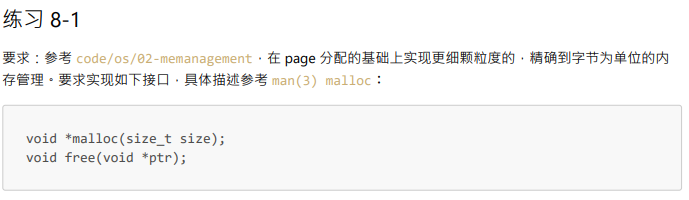 练习 8-1
要求：参考 code/os/02-memanagement，在 page 分配的基础上实现更细颗粒度的，精确到字节为单位的内
存管理。要求实现如下接口，具体描述参考 man(3) malloc：
void *malloc(size_t size);
void free(void *ptr);